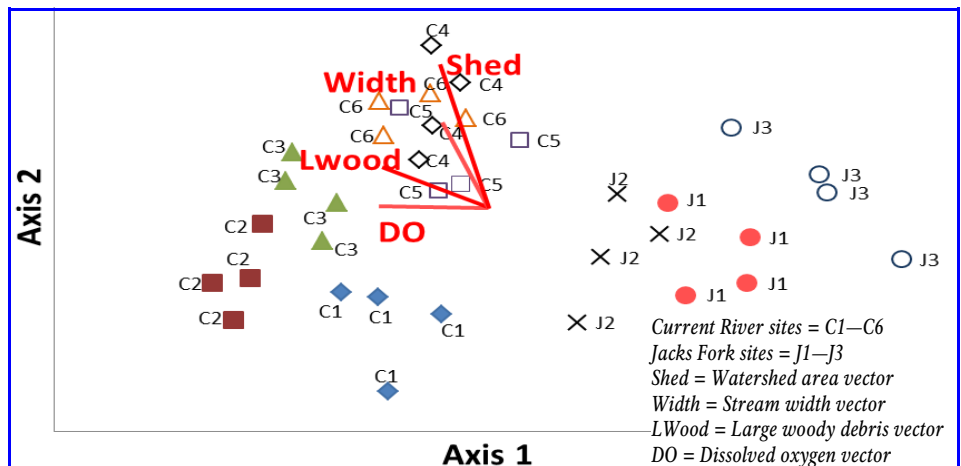 C4
Shed
Width
C6
C4
C6
C5
C6
C4
C5
C6
J3
C3
Lwood
C4
C3
C5
C5
J2
J3
J3
J1
C3
C2
DO
J2
J1
C3
C2
J2
J3
C2
J1
J1
C1
C1
C1
C2
J2
C1
Axis 2
Axis 1
Current River sites = C1—C6
Jacks Fork sites = J1—J3
Shed = Watershed area vector
Width = Stream width vector
LWood = Large woody debris vector
DO = Dissolved oxygen vector